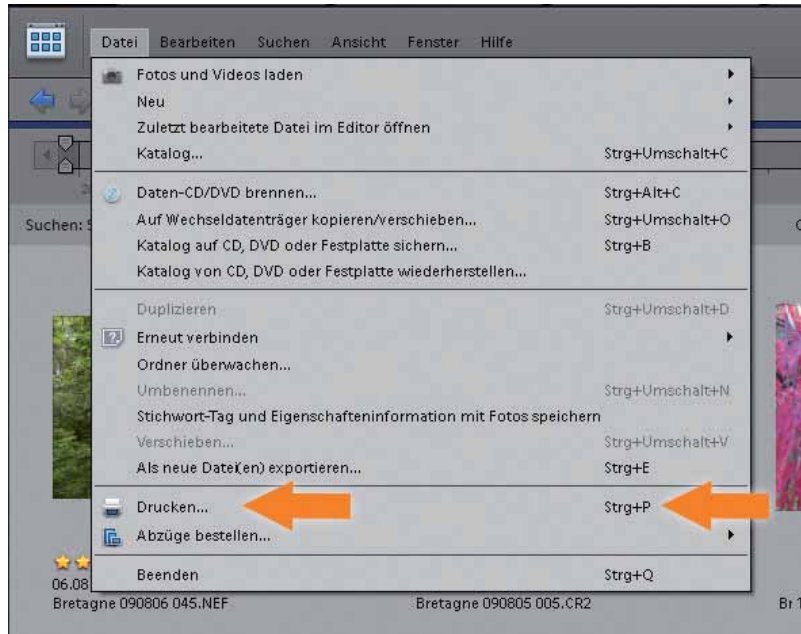 Datei Bearbeiten Suchen Ansicht Fenster Hilfe
Fotos und Videos laden
Neu
Zuletzt bearbeitete Datei im Editor öffnen
Katalog... Strg+Umschalt+C
Daten-CD/DVD brennen... Strg+Alt+C
Suchen:
Auf Wechseldatenträger kopieren/verschieben... Strg+Umschalt+O
Katalog auf CD, DVD oder Festplatte sichern... Strg+B
Katalog von CD, DVD oder Festplatte wiederherstellen...
Duplizieren Strg+Umschalt+D
Erneut verbinden
Ordner überwachen...
Umbenennen... Strg+Umschalt+N
Stichwort-Tag und Eigenschafteninformation mit Fotos speichern
Verschieben... Strg+Umschalt+V
Als neue Datei(en) exportieren... Strg+E
Drucken... Strg+P
Abzüge bestellen...
Beenden Strg+Q
06.08
Bretagne 090806 045.NEF Bretagne 090805 005.CR2